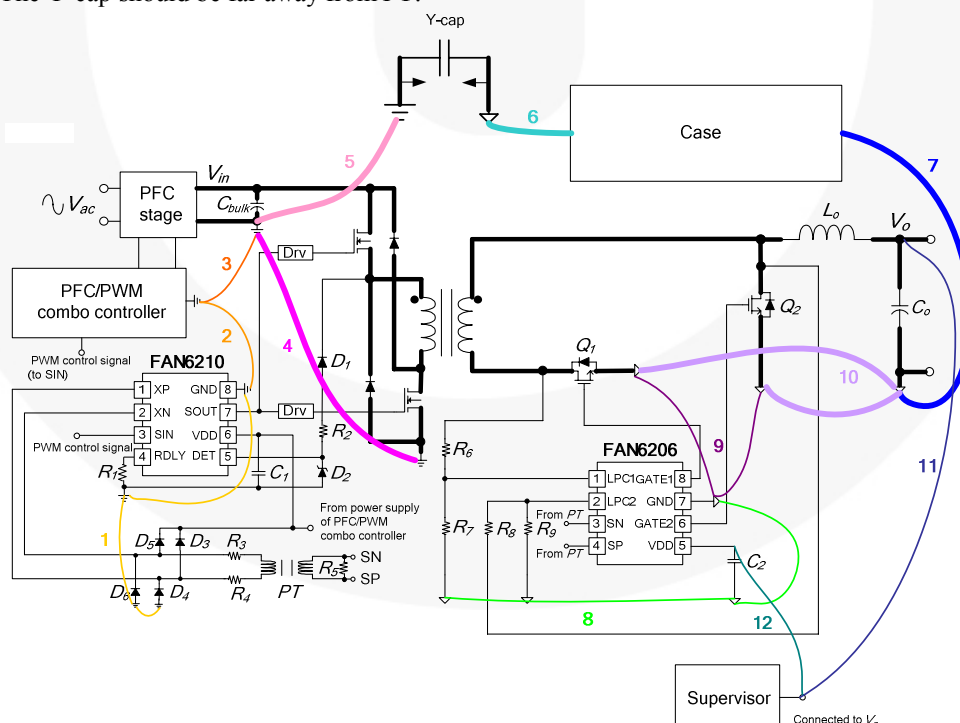 Y-cap
6
Case
7
5
Vin
PFC
stage
Vac
Cbulk
Lo
Vo
Drv
3
PFC/PWM
combo controller
Co
Q2
2
4
Q1
PWM control signal
(to SIN)
FAN6210
D1
10
1 XP GND 8
2 XN SOUT 7
Drv
3 SIN VDD 6
PWM control signal
4 RDLY DET 5
R1
C1
R2
D2
R6
9
11
FAN6206
1 LPC1 GATE1 8
2 LPC2 GND 7
From PT
3 SN GATE2 6
From PT
4 SP VDD 5
R7
R8
R9
C2
From power supply
of PFC/PWM
combo controller
1
D5
D3
R3
SN
R5
SP
D6
D4
R4
PT
8
12
Supervisor